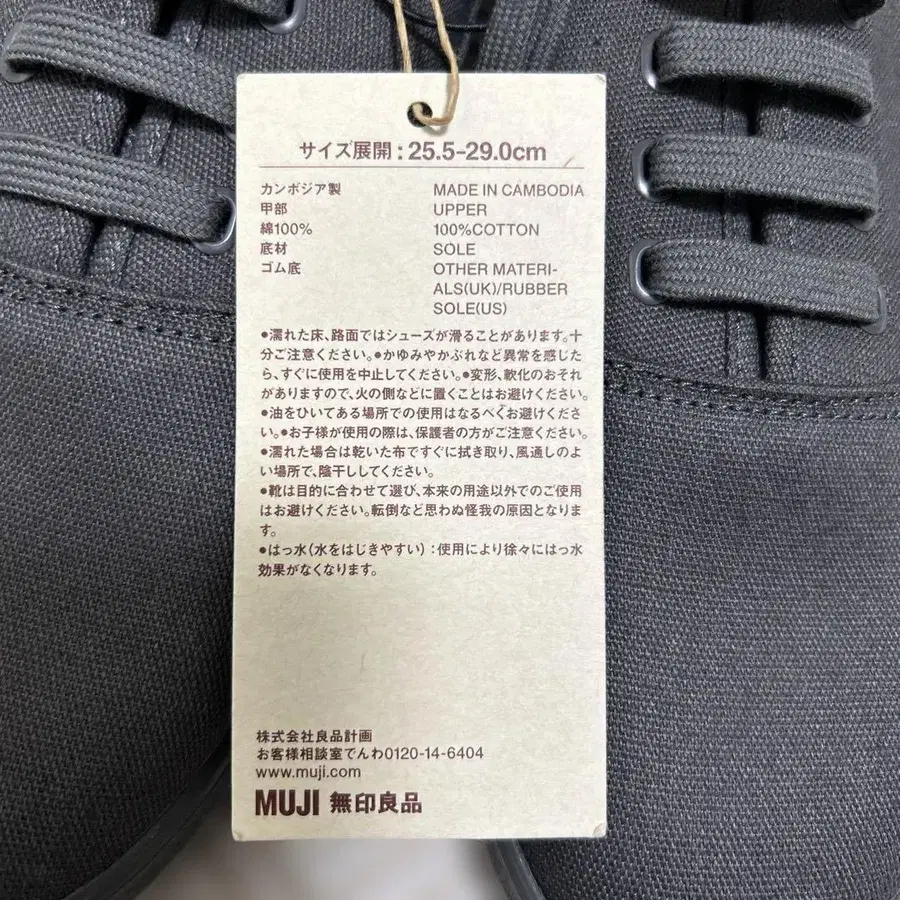 サイズ展開：25.5-29.0cm
カンボジア製 MADE IN CAMBODIA
甲部 UPPER
綿100% 100%COTTON
底材 SOLE
ゴム底 OTHER MATERI-
ALS(UK)/RUBBER
SOLE(US)
●濡れた床、路面ではシューズが滑ることがあります。十
分ご注意ください。●かゆみやかぶれなど異常を感じた
ら、すぐに使用を中止してください。●変形、軟化のおそれ
がありますので、火の側などに置くことはお避けください。
●油をひいてある場所での使用はなるべくお避けくださ
い。●お子様が使用の際は、保護者の方がご注意ください。
●濡れた場合は乾いた布ですぐに拭き取り、風通しのよ
い場所で、陰干ししてください。
●靴は目的に合わせて選び、本来の用途以外でのご使用
はお避けください。転倒など思わぬ怪我の原因となりま
す。
●はっ水（水をはじきやすい）：使用により徐々にはっ水
効果がなくなります。
株式会社良品計画
お客様相談室でんわ0120-14-6404
www.muji.com
MUJI 無印良品